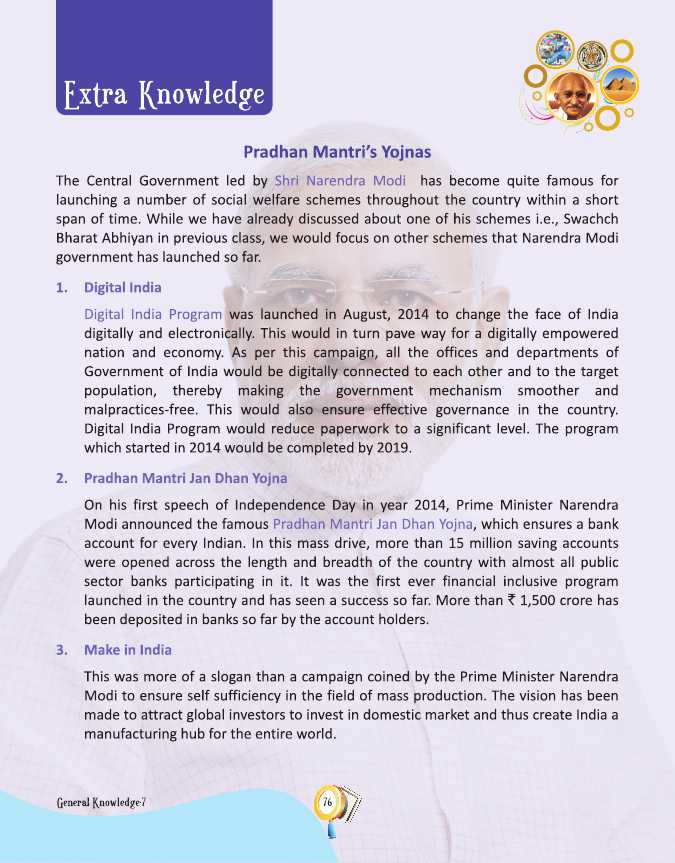 Extra Knowledge
Pradhan Mantri's Yojnas
The Central Government led by Shri Narendra Modi has become quite famous for
launching a number of social welfare schemes throughout the country within a short
span of time. While we have already discussed about one of his schemes i.e., Swachch
Bharat Abhiyan in previous class, we would focus on other schemes that Narendra Modi
government has launched so far.
1. Digital India
Digital India Program was launched in August, 2014 to change the face of India
digitally and electronically. This would in turn pave way for a digitally empowered
nation and economy. As per this campaign, all the offices and departments of
Government of India would be digitally connected to each other and to the target
population, thereby making the government mechanism smoother and
malpractices-free. This would also ensure effective governance in the country.
Digital India Program would reduce paperwork to a significant level. The program
which started in 2014 would be completed by 2019.
2. Pradhan Mantri Jan Dhan Yojna
On his first speech of Independence Day in year 2014, Prime Minister Narendra
Modi announced the famous Pradhan Mantri Jan Dhan Yojna, which ensures a bank
account for every Indian. In this mass drive, more than 15 million saving accounts
were opened across the length and breadth of the country with almost all public
sector banks participating in it. It was the first ever financial inclusive program
launched in the country and has seen a success so far. More than ₹ 1,500 crore has
been deposited in banks so far by the account holders.
3. Make in India
This was more of a slogan than a campaign coined by the Prime Minister Narendra
Modi to ensure self sufficiency in the field of mass production. The vision has been
made to attract global investors to invest in domestic market and thus create India a
manufacturing hub for the entire world.
General Knowledge-7
76